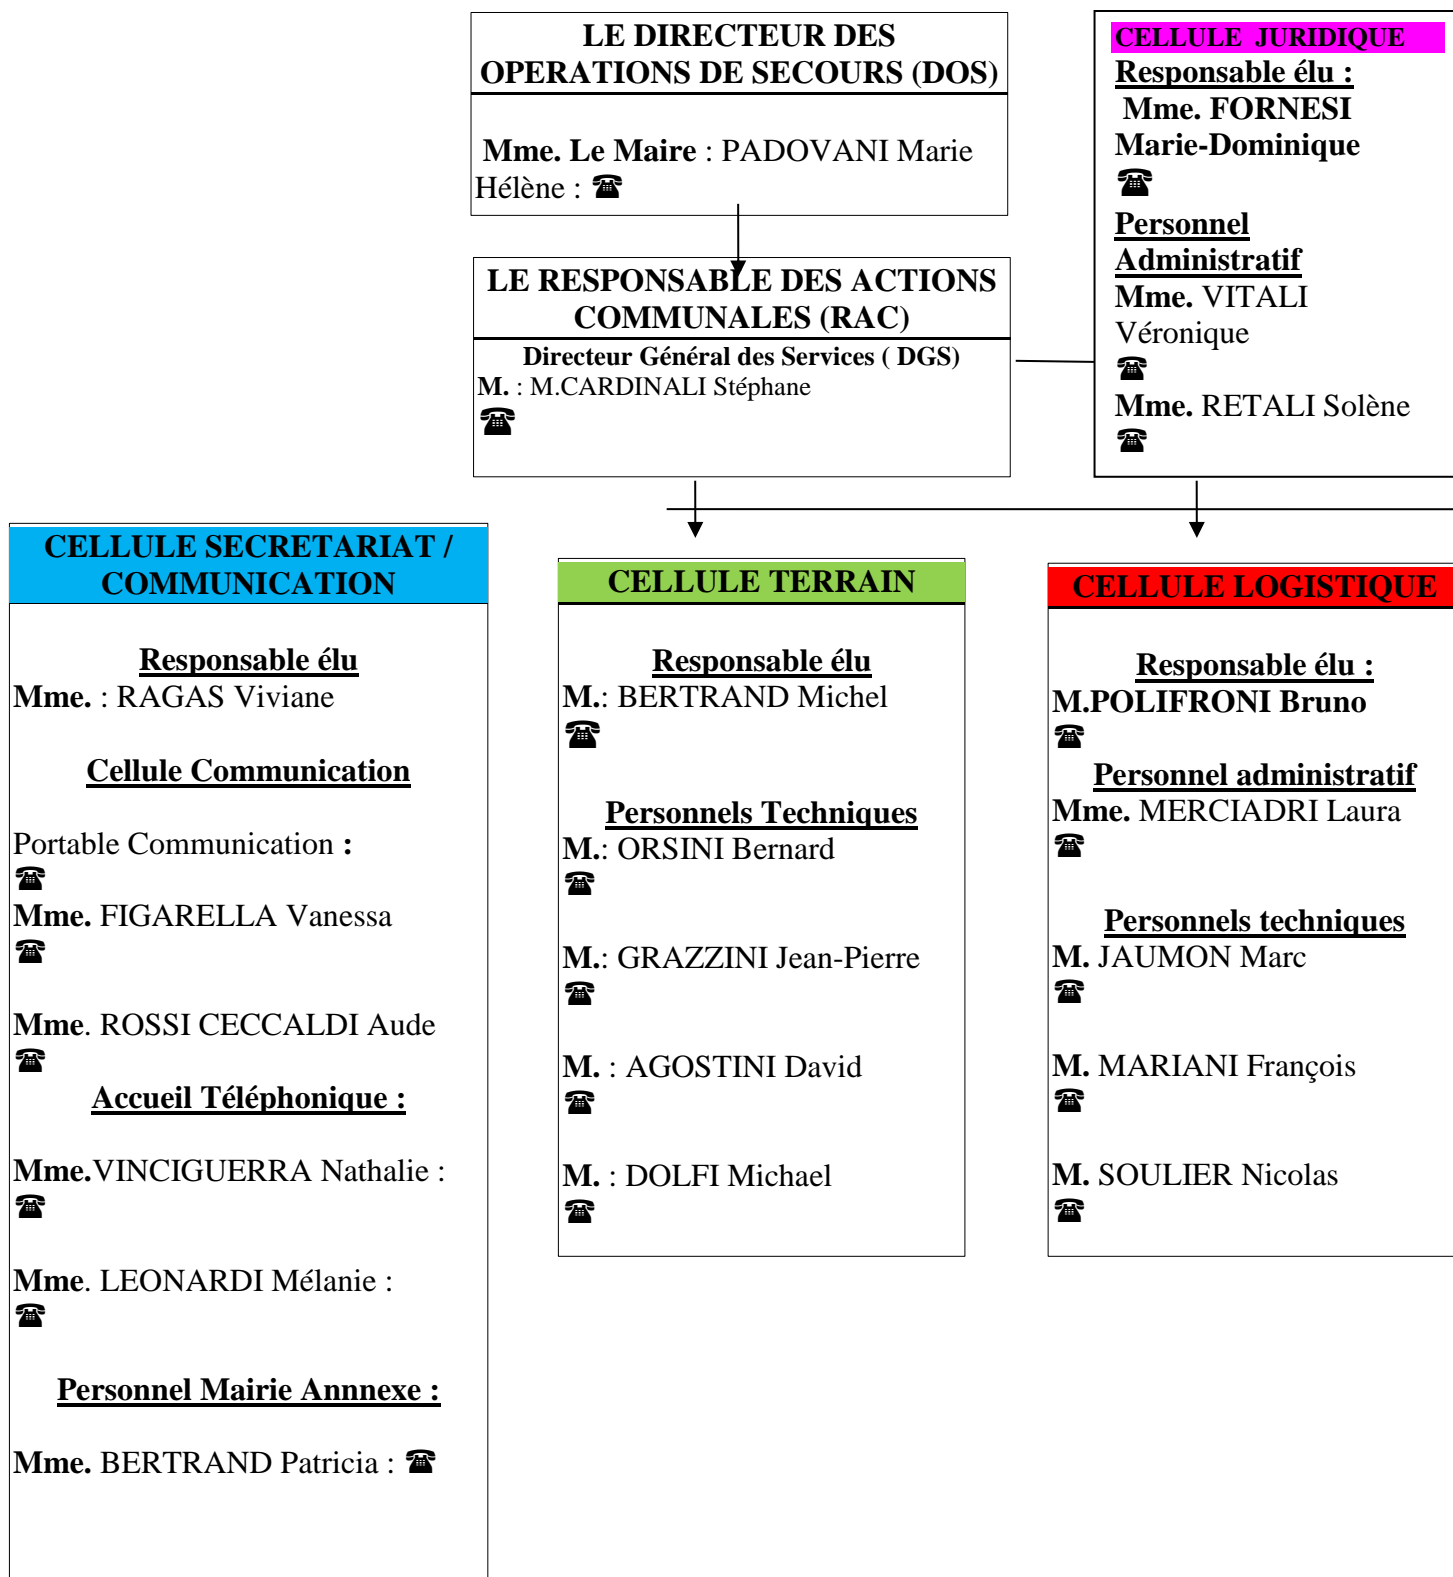 LE DIRECTEUR DES
OPERATIONS DE SECOURS (DOS)
Mme. Le Maire : PADOVANI Marie
Hélène : ☎
LE RESPONSABLE DES ACTIONS
COMMUNALES (RAC)
Directeur Général des Services ( DGS)
M. : M.CARDINALI Stéphane
☎
CELLULE JURIDIQUE
Responsable élu :
Mme. FORNESI
Marie-Dominique
☎
Personnel
Administratif
Mme. VITALI
Véronique
☎
Mme. RETALI Solène
☎
CELLULE SECRETARIAT /
COMMUNICATION
Responsable élu
Mme. : RAGAS Viviane
Cellule Communication
Portable Communication :
☎
Mme. FIGARELLA Vanessa
☎
Mme. ROSSI CECCALDI Aude
☎
Accueil Téléphonique :
Mme.VINCIGUERRA Nathalie :
☎
Mme. LEONARDI Mélanie :
☎
Personnel Mairie Annnexe :
Mme. BERTRAND Patricia : ☎
CELLULE TERRAIN
Responsable élu
M.: BERTRAND Michel
☎
Personnels Techniques
M.: ORSINI Bernard
☎
M.: GRAZZINI Jean-Pierre
☎
M. : AGOSTINI David
☎
M. : DOLFI Michael
☎
CELLULE LOGISTIQUE
Responsable élu :
M.POLIFRONI Bruno
☎
Personnel administratif
Mme. MERCIADRI Laura
☎
Personnels techniques
M. JAUMON Marc
☎
M. MARIANI François
☎
M. SOULIER Nicolas
☎